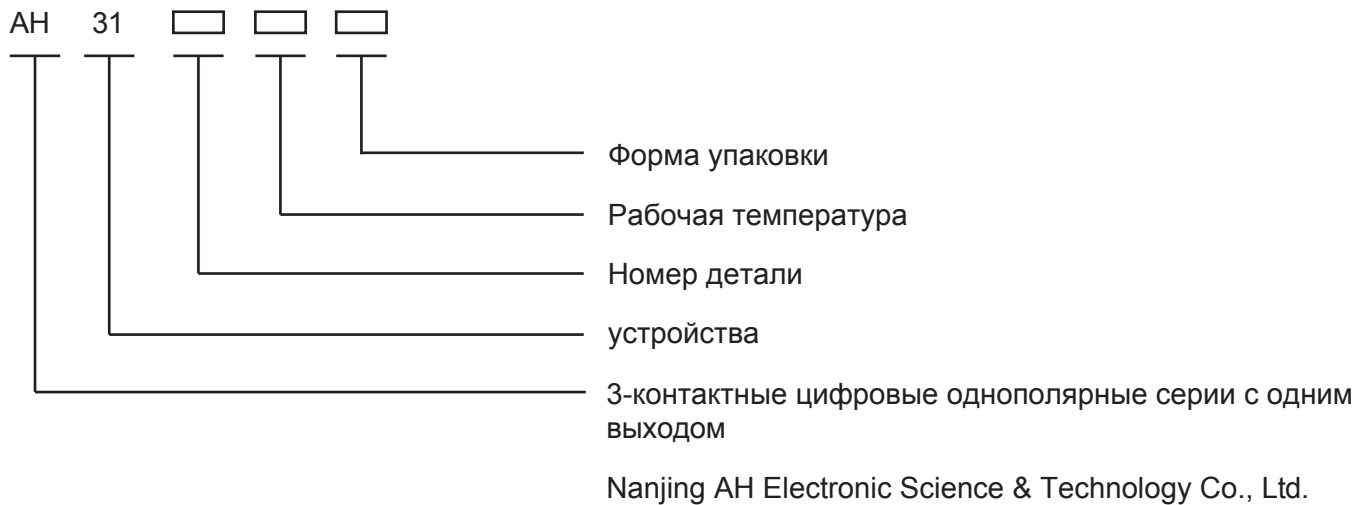 AH 31
Форма упаковки
Рабочая температура
Номер детали
устройства
3-контактные цифровые однополярные серии с одним
выходом
Nanjing AH Electronic Science & Technology Co., Ltd.